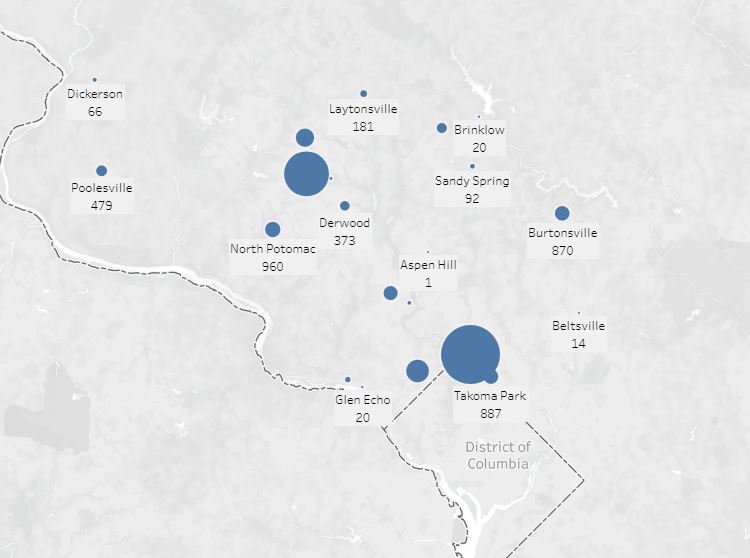 Dickerson
66
Laytonsville
181
Brinklow
20
Poolesville
479
Sandy Spring
92
Derwood
373
Burtonsville
870
North Potomac
960
Aspen Hill
1
Beltsville
14
Glen Echo
20
Takoma Park
887
District of
Columbia